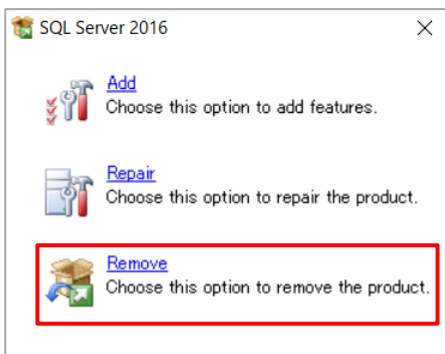 SQL Server 2016
Add
Choose this option to add features.
Repair
Choose this option to repair the product.
Remove
Choose this option to remove the product.